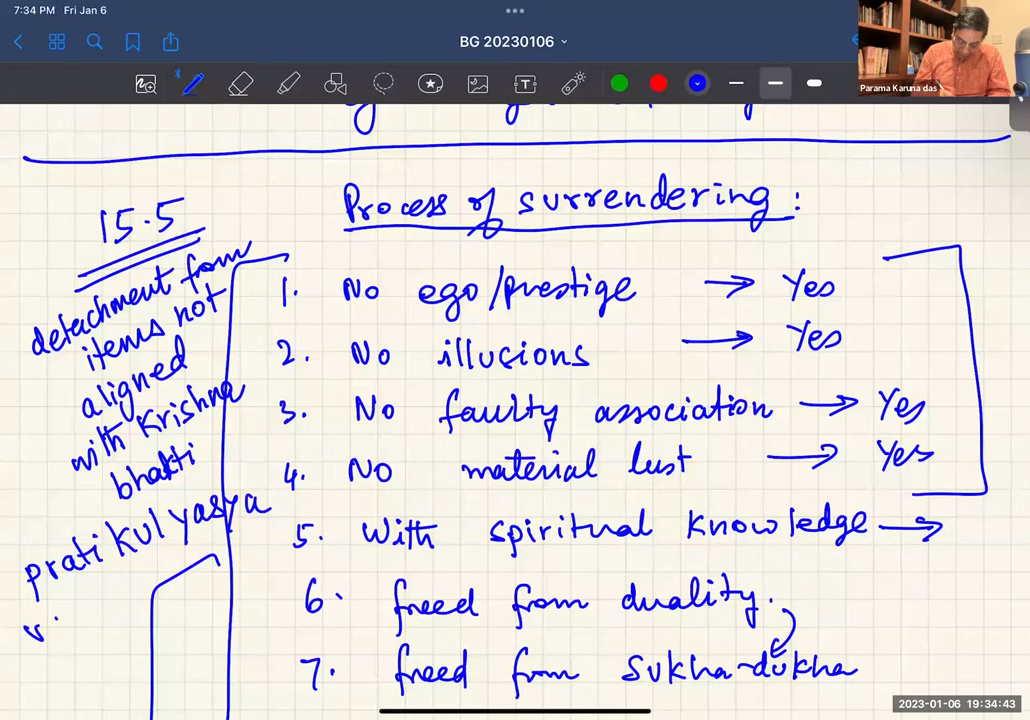 7:34 PM Fri Jan 6
BG 20230106
Parama Karuna das
15.5
Process of surrendering :
detachment from
items not
aligned
with Krishna
bhakti
pratikulyasya
v.
1. No ego/prestige → Yes
2. No illusions → Yes
3. No faulty association → Yes
4. No material lust → Yes
5. With spiritual knowledge →
6. freed from duality.
7. freed from Sukha-dukha
2023-01-06 19:34:43